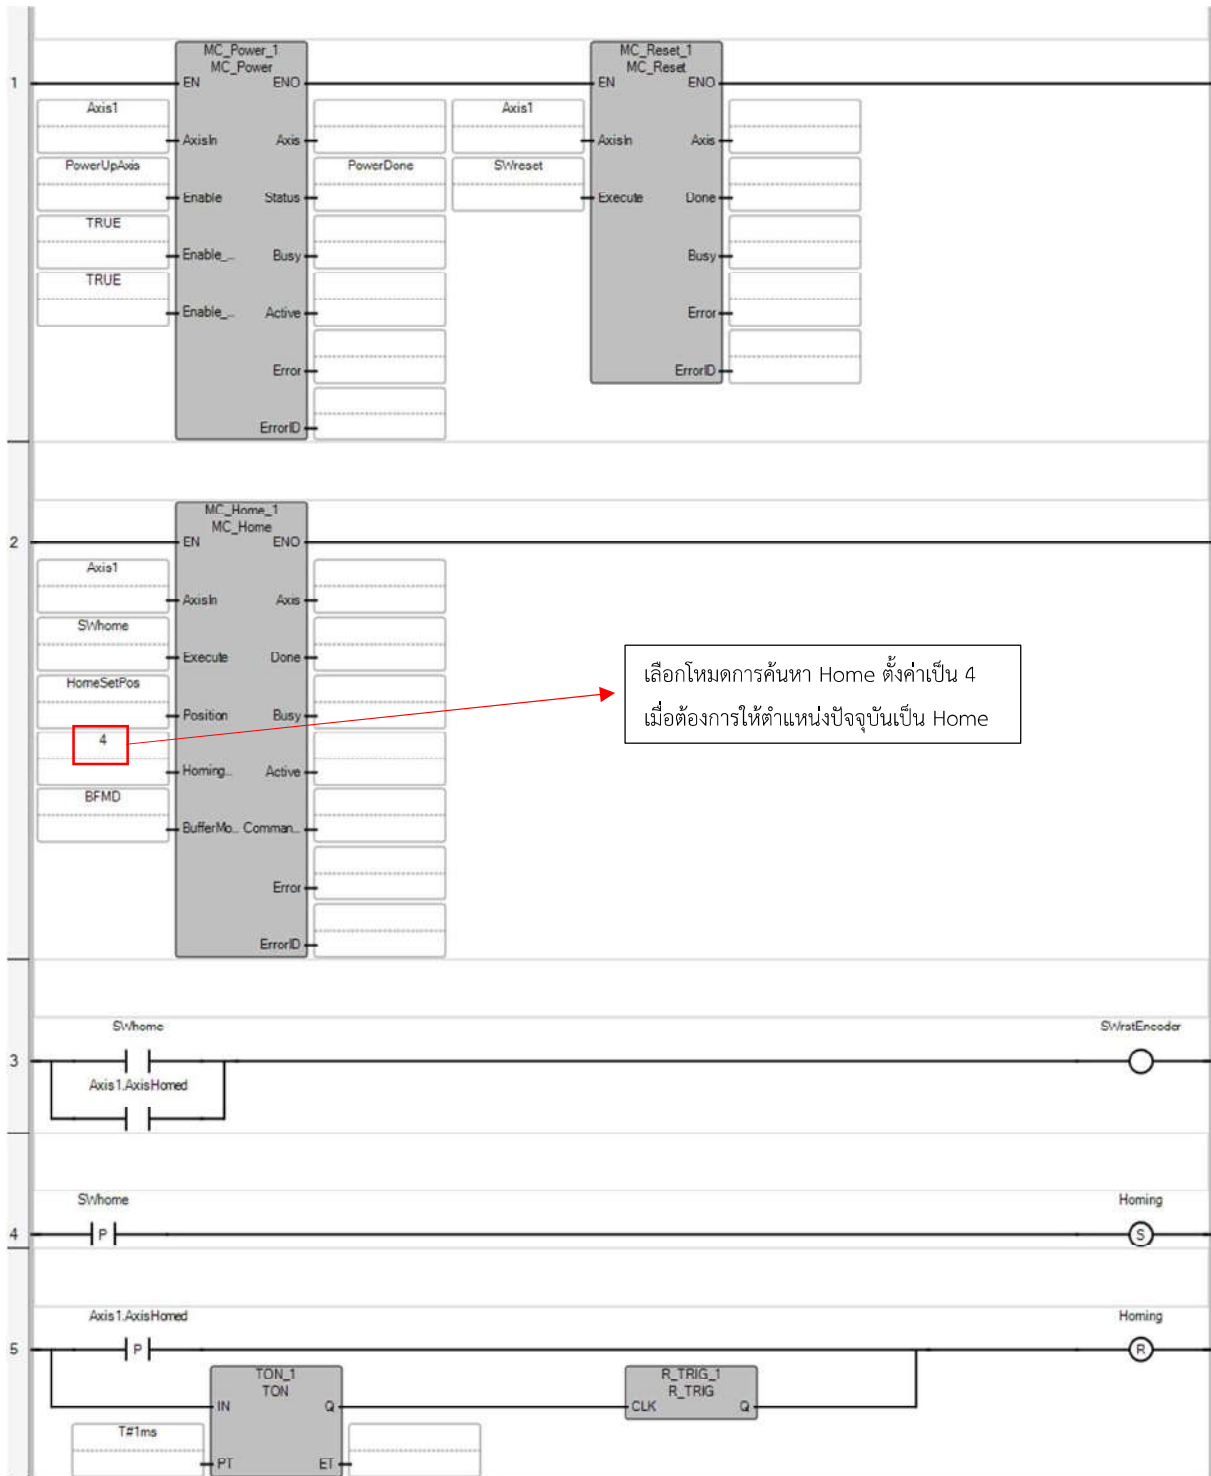 MC_Power_1
MC_Power
MC_Reset_1
MC_Reset
1
EN ENO
EN ENO
Axis1
Axis1
AxisIn Axis
AxisIn Axis
PowerUpAxis
PowerDone
SWreset
Enable Status
Execute Done
TRUE
Enable_... Busy
Busy
TRUE
Enable_... Active
Error
Error
ErrorID
ErrorID
MC_Home_1
MC_Home
2
EN ENO
Axis1
AxisIn Axis
SWhome
Execute Done
HomeSetPos
Position Busy
4
Homing... Active
BFMD
BufferMo... Comman...
Error
ErrorID
เลือกโหมดการค้นหา Home ตั้งค่าเป็น 4
เมื่อต้องการให้ตำแหน่งปัจจุบันเป็น Home
SWhome
SWrstEncoder
3
Axis1.AxisHomed
SWhome
Homing
4
P
S
Axis1.AxisHomed
Homing
5
P
R
TON_1
TON
R_TRIG_1
R_TRIG
IN Q
CLK Q
T#1ms
PT ET